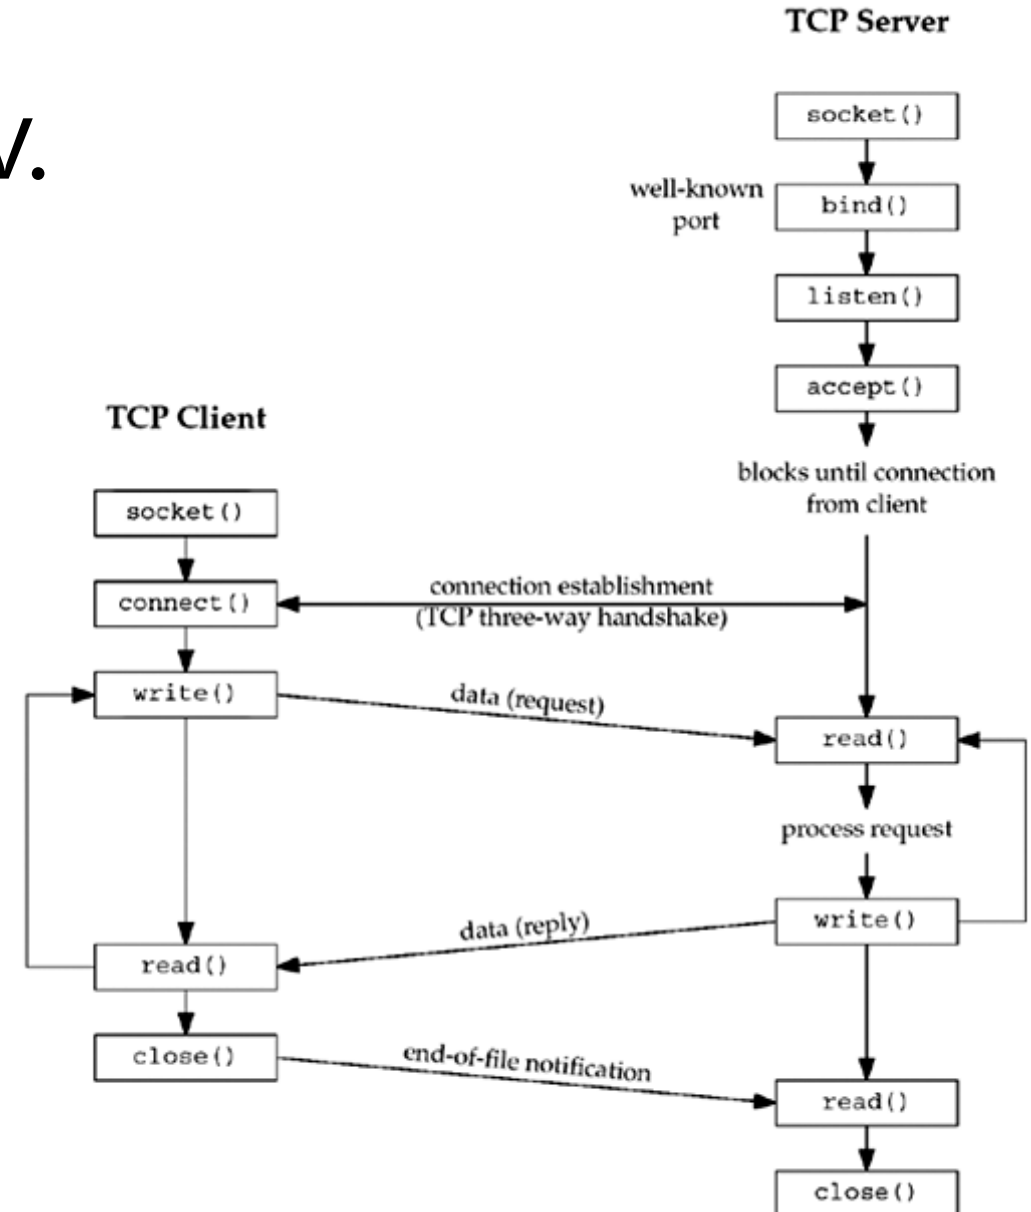 TCP Server
v.
socket()
well-known
port
bind()
listen()
accept()
TCP Client
blocks until connection
from client
socket()
connection establishment
connect()
(TCP three-way handshake)
write()
data (request)
read()
process request
write()
data (reply)
read()
close()
end-of-file notification
read()
close()